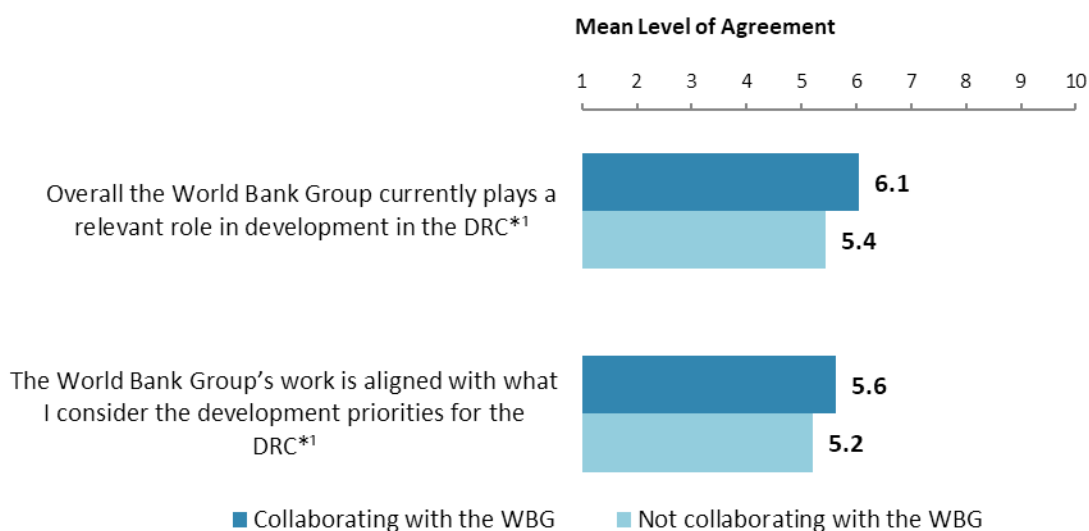 Mean Level of Agreement
1 2 3 4 5 6 7 8 9 10
Overall the World Bank Group currently plays a
relevant role in development in the DRC*¹
6.1
5.4
The World Bank Group’s work is aligned with what
I consider the development priorities for the
DRC*¹
5.6
5.2
Collaborating with the WBG Not collaborating with the WBG